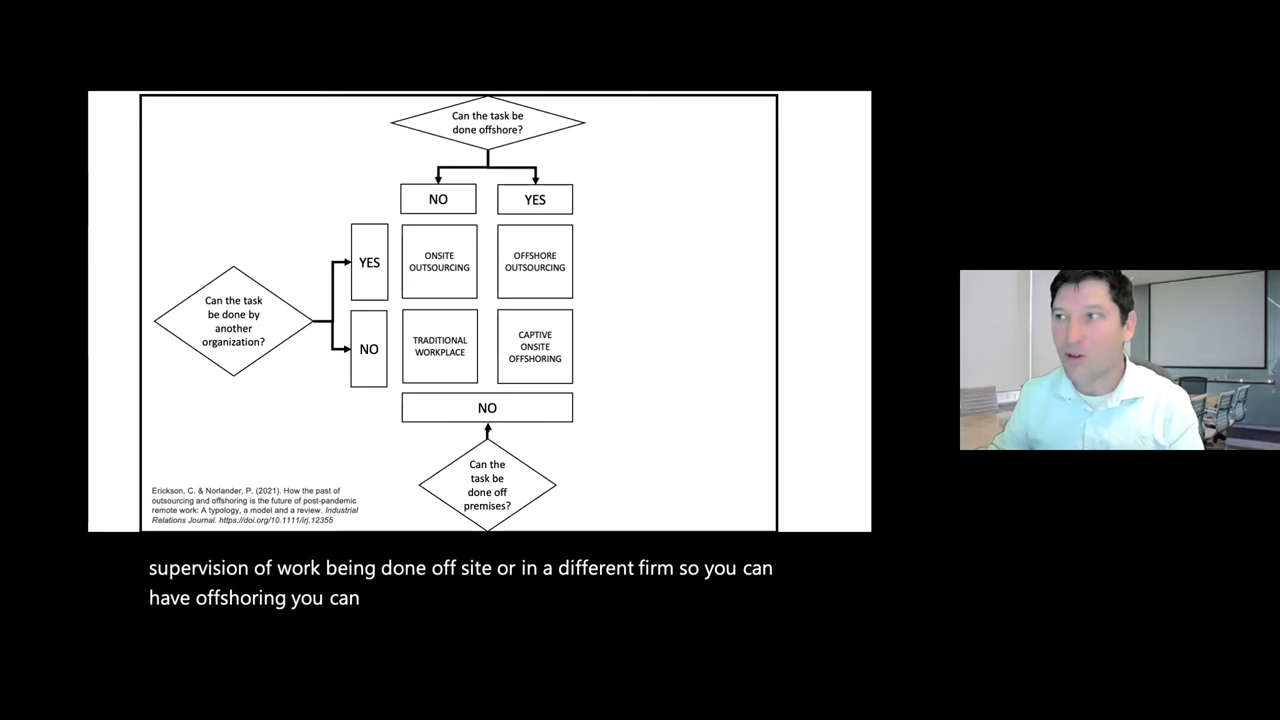 Can the task be
done offshore?
NO
YES
YES
ONSITE
OUTSOURCING
OFFSHORE
OUTSOURCING
Can the task
be done by
another
organization?
NO
TRADITIONAL
WORKPLACE
CAPTIVE
ONSITE
OFFSHORING
NO
Can the
task be
done off
premises?
Erickson, C. & Norlander, P. (2021). How the past of
outsourcing and offshoring is the future of post-pandemic
remote work: A typology, a model and a review. Industrial
Relations Journal. https://doi.org/10.1111/irj.12355
supervision of work being done off site or in a different firm so you can
have offshoring you can